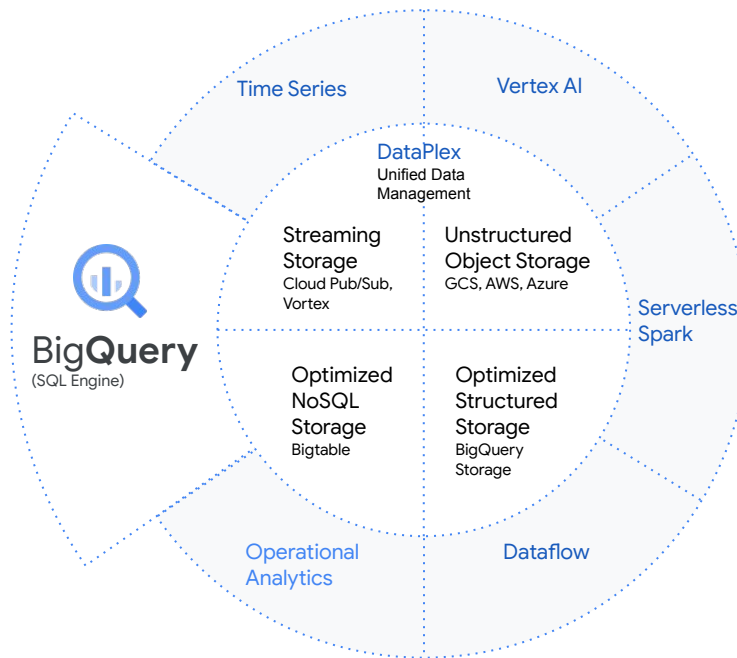 Time Series
Vertex AI
DataPlex
Unified Data
Management
Streaming
Storage
Cloud Pub/Sub,
Vortex
Unstructured
Object Storage
GCS, AWS, Azure
Serverless
Spark
BigQuery
(SQL Engine)
Optimized
NoSQL
Storage
Bigtable
Optimized
Structured
Storage
BigQuery
Storage
Operational
Analytics
Dataflow